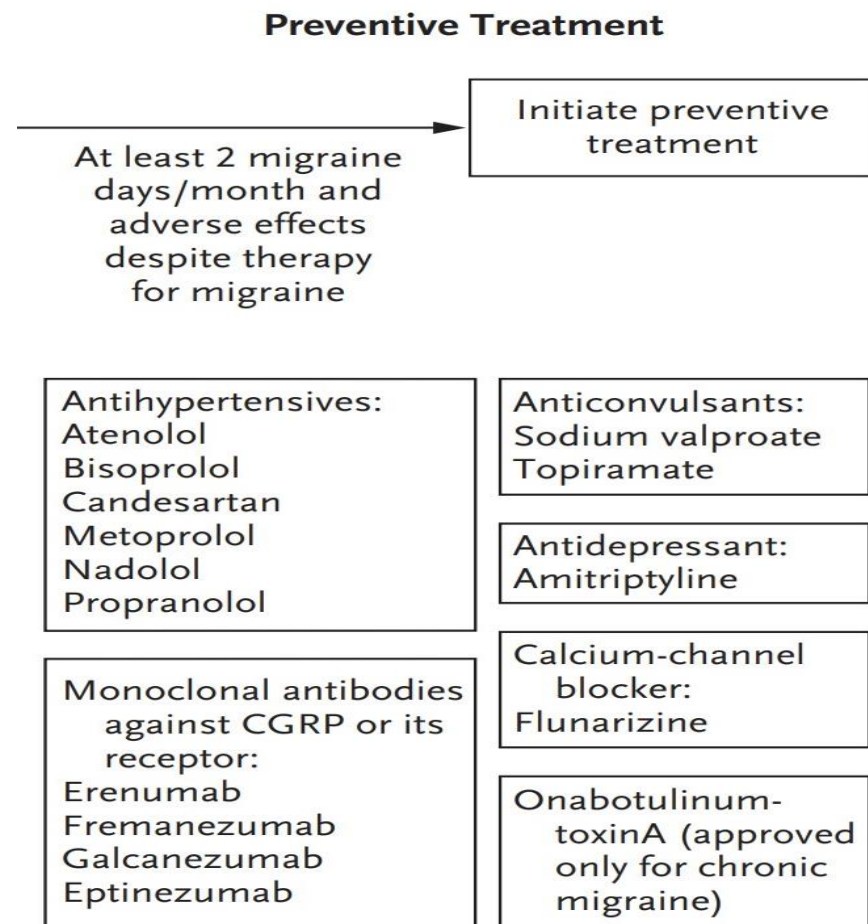 Preventive Treatment
At least 2 migraine
days/month and
adverse effects
despite therapy
for migraine
Initiate preventive
treatment
Antihypertensives:
Atenolol
Bisoprolol
Candesartan
Metoprolol
Nadolol
Propranolol
Monoclonal antibodies
against CGRP or its
receptor:
Erenumab
Fremanezumab
Galcanezumab
Eptinezumab
Anticonvulsants:
Sodium valproate
Topiramate
Antidepressant:
Amitriptyline
Calcium-channel
blocker:
Flunarizine
Onabotulinum-
toxinA (approved
only for chronic
migraine)